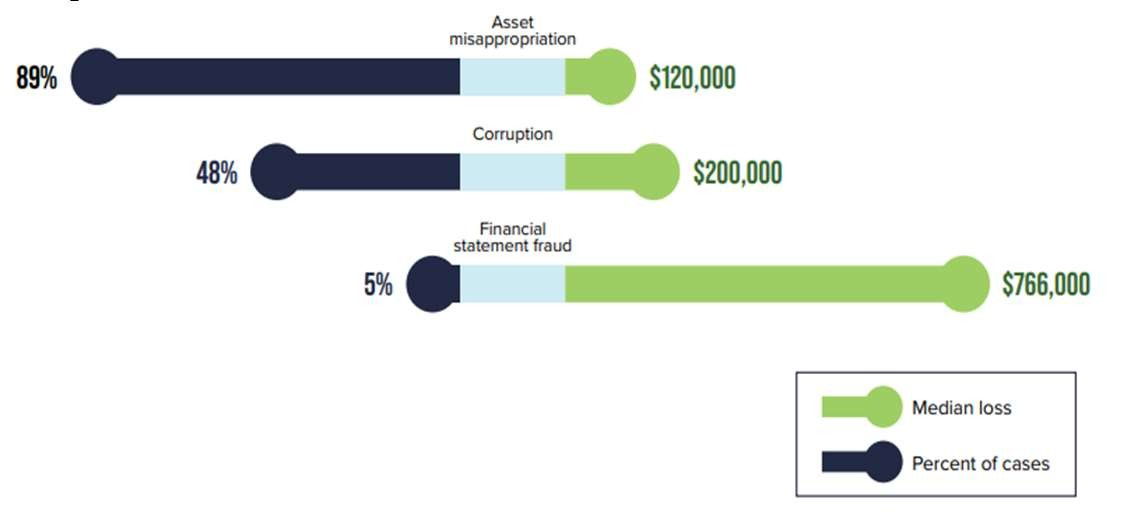 Asset
misappropriation
89%
$120,000
Corruption
48%
$200,000
Financial
statement fraud
5%
$766,000
Median loss
Percent of cases